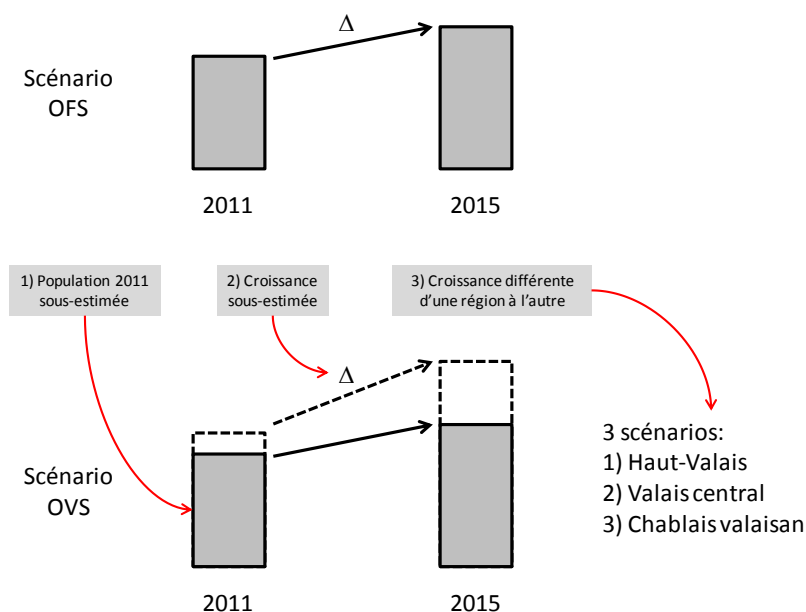 Δ
Scénario
OFS
2011
2015
1) Population 2011
sous-estimée
2) Croissance
sous-estimée
3) Croissance différente
d'une région à l'autre
Δ
Scénario
OVS
3 scénarios:
1) Haut-Valais
2) Valais central
3) Chablais valaisan
2011
2015